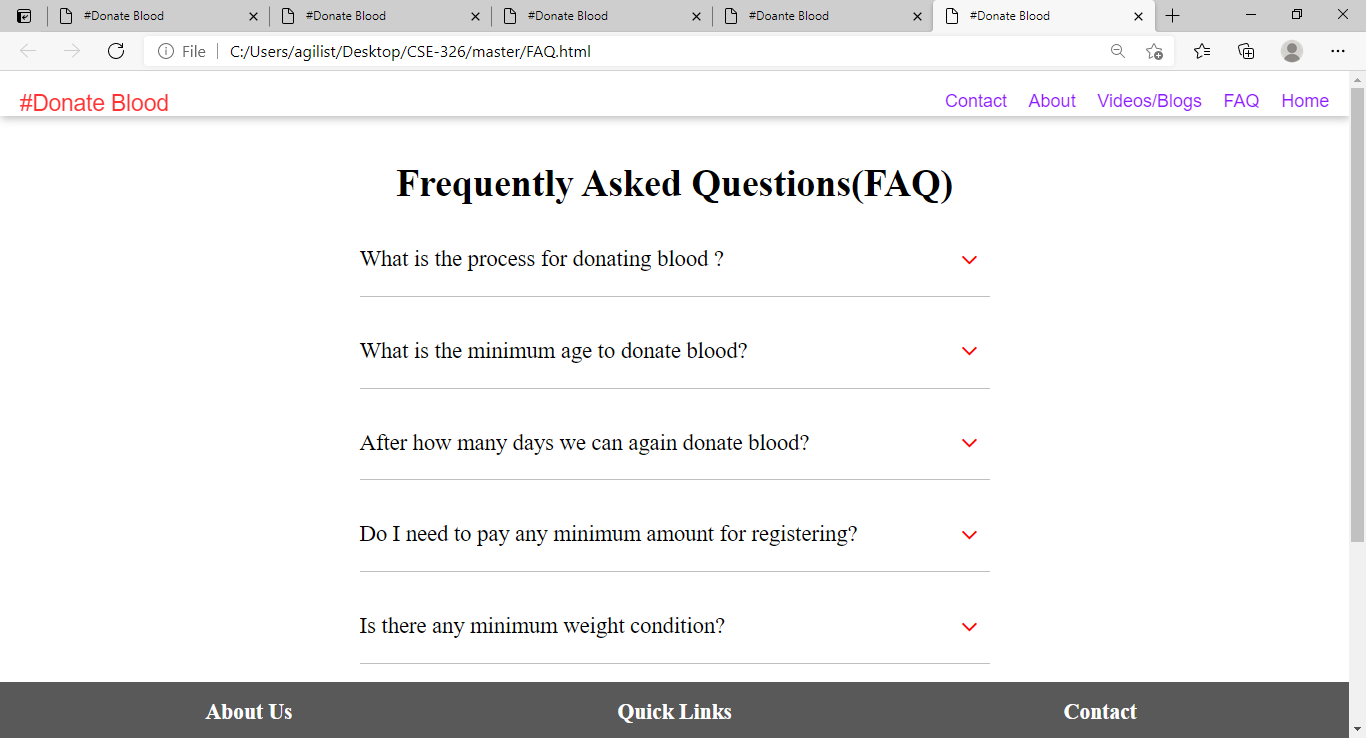 #Donate Blood
#Donate Blood
#Donate Blood
#Doante Blood
#Donate Blood
File
C:/Users/agilist/Desktop/CSE-326/master/FAQ.html
#Donate Blood
Contact About Videos/Blogs FAQ Home
Frequently Asked Questions(FAQ)
What is the process for donating blood ?
What is the minimum age to donate blood?
After how many days we can again donate blood?
Do I need to pay any minimum amount for registering?
Is there any minimum weight condition?
About Us Quick Links Contact